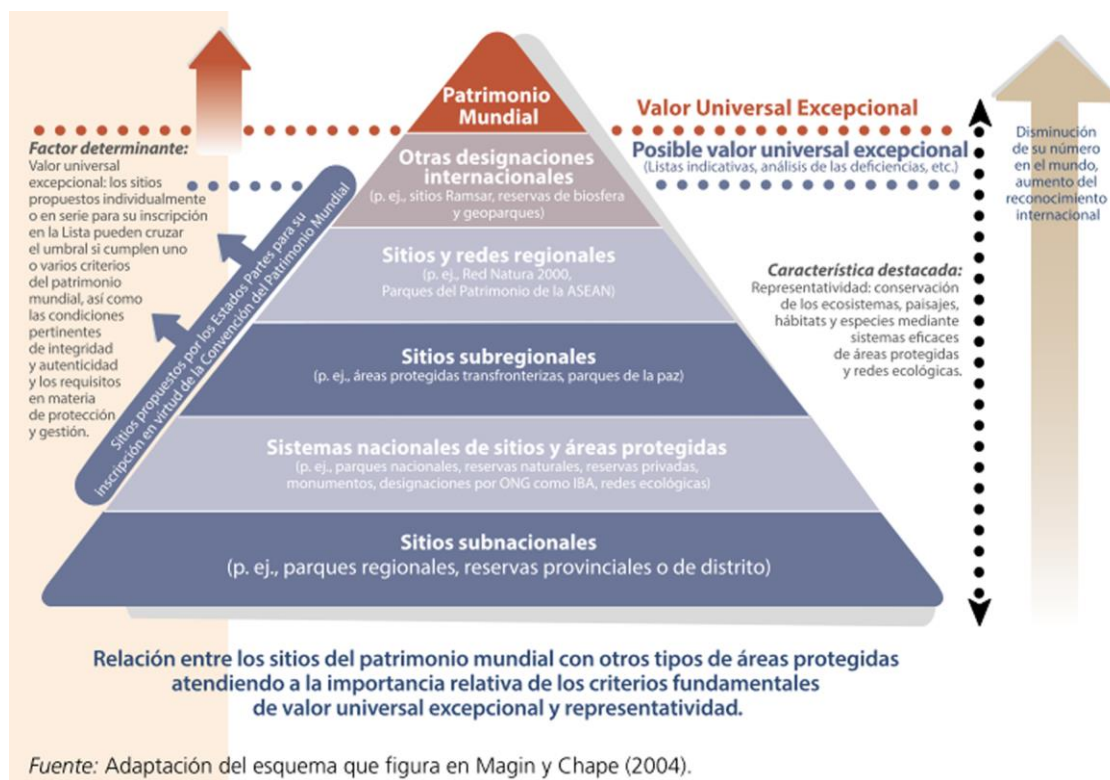 Patrimonio
Mundial
Valor Universal Excepcional
Factor determinante:
Valor universal
excepcional: los sitios
propuestos individualmente
o en serie para su inscripción
en la Lista pueden cruzar
el umbral si cumplen uno
o varios criterios
del patrimonio
mundial, así como
las condiciones
pertinentes
de integridad
y autenticidad
y los requisitos
en materia
de protección
y gestión.
Sitios propuestos por los Estados Partes para su
inscripción en virtud de la Convención del Patrimonio Mundial
Otras designaciones
internacionales
(p. ej., sitios Ramsar, reservas de biosfera
y geoparques)
Posible valor universal excepcional
(Listas indicativas, análisis de las deficiencias, etc.)
Disminución
de su número
en el mundo,
aumento del
reconocimiento
internacional
Sitios y redes regionales
(p. ej., Red Natura 2000,
Parques del Patrimonio de la ASEAN)
Característica destacada:
Representatividad: conservación
de los ecosistemas, paisajes,
hábitats y especies mediante
sistemas eficaces
de áreas protegidas
y redes ecológicas.
Sitios subregionales
(p. ej., áreas protegidas transfronterizas, parques de la paz)
Sistemas nacionales de sitios y áreas protegidas
(p. ej., parques nacionales, reservas naturales, reservas privadas,
monumentos, designaciones por ONG como IBA, redes ecológicas)
Sitios subnacionales
(p. ej., parques regionales, reservas provinciales o de distrito)
Relación entre los sitios del patrimonio mundial con otros tipos de áreas protegidas
atendiendo a la importancia relativa de los criterios fundamentales
de valor universal excepcional y representatividad.
Fuente: Adaptación del esquema que figura en Magin y Chape (2004).